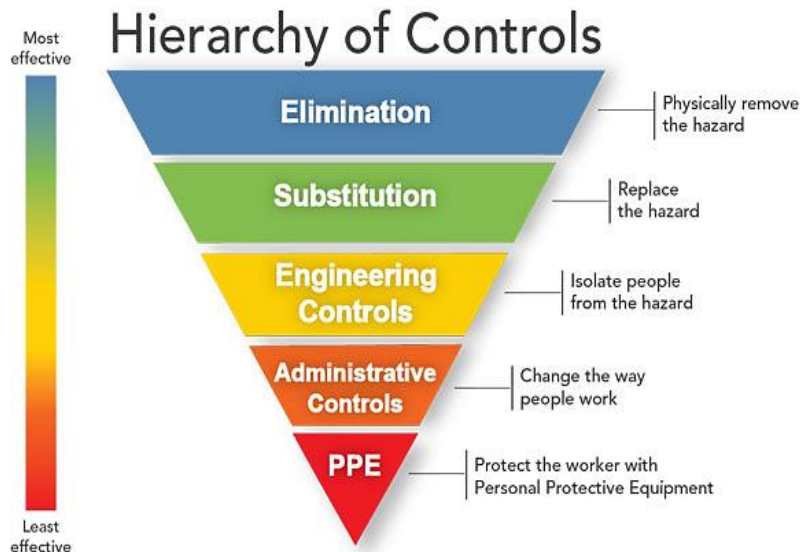 Hierarchy of Controls
Most
effective
Elimination
Physically remove
the hazard
Substitution
Replace
the hazard
Engineering
Controls
Isolate people
from the hazard
Administrative
Controls
Change the way
people work
PPE
Protect the worker with
Personal Protective Equipment
Least
effective